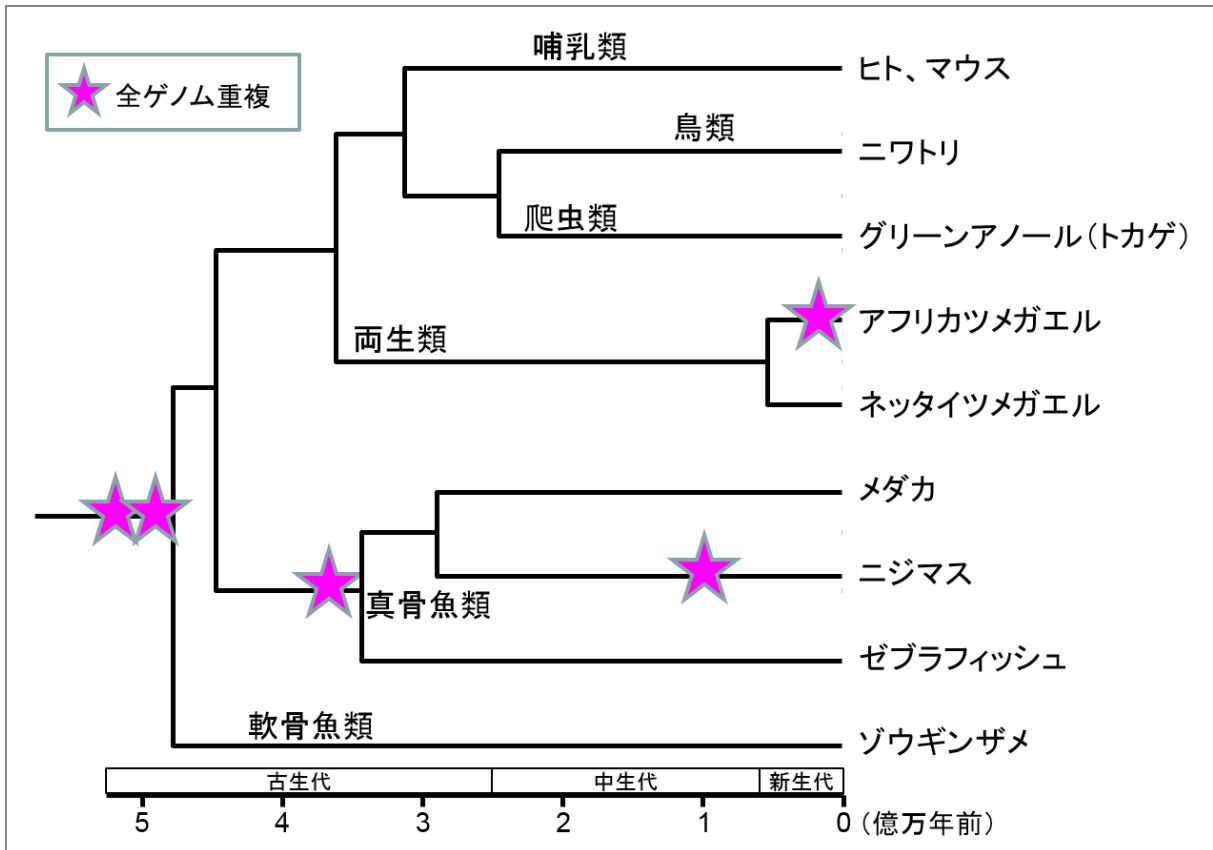 全ゲノム重複
哺乳類
ヒト、マウス
鳥類
ニワトリ
爬虫類
グリーンアノール(トカゲ)
アフリカツメガエル
両生類
ネッタイツメガエル
メダカ
ニジマス
真骨魚類
ゼブラフィッシュ
軟骨魚類
ゾウギンザメ
古生代 中生代 新生代
5 4 3 2 1 0 (億万年前)